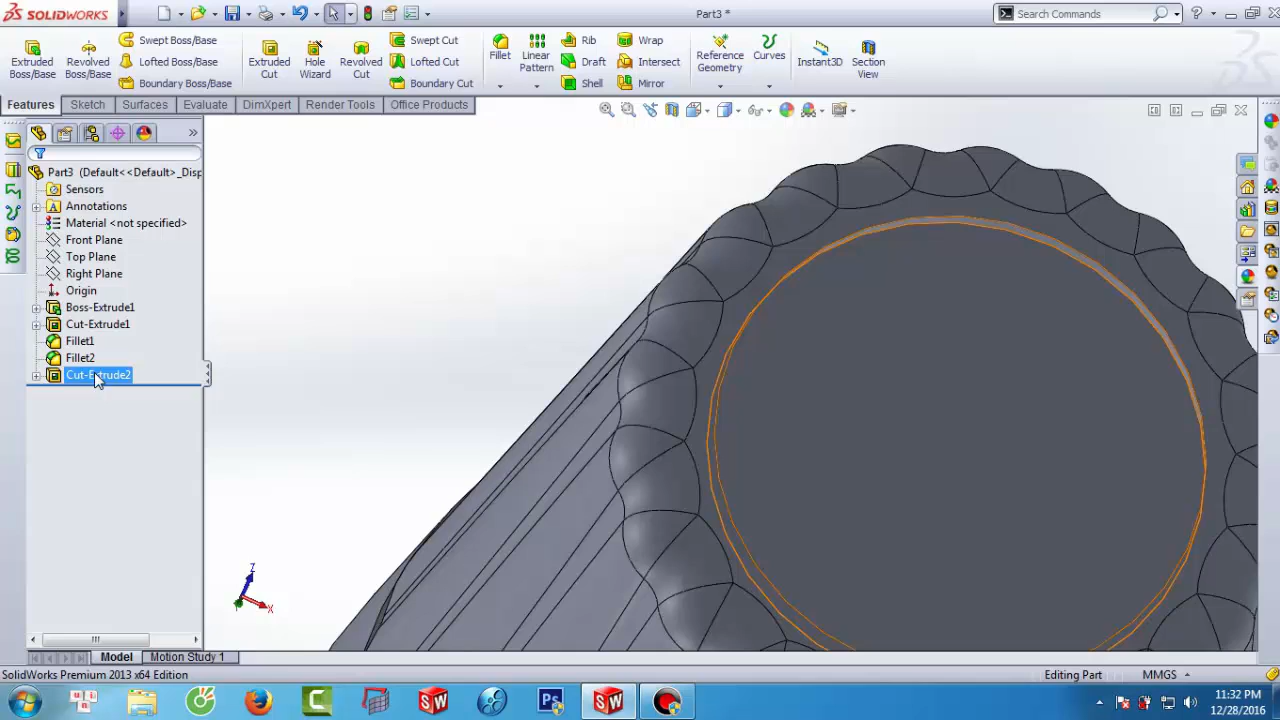 SOLIDWORKS
Part3 *
Search Commands
Extruded Boss/Base
Revolved Boss/Base
Swept Boss/Base
Lofted Boss/Base
Boundary Boss/Base
Extruded Cut
Hole Wizard
Revolved Cut
Swept Cut
Lofted Cut
Boundary Cut
Fillet
Linear Pattern
Rib
Draft
Shell
Wrap
Intersect
Mirror
Reference Geometry
Curves
Instant3D
Section View
Features
Sketch
Surfaces
Evaluate
DimXpert
Render Tools
Office Products
Part3 (Default<<Default>_Disp
Sensors
Annotations
Material <not specified>
Front Plane
Top Plane
Right Plane
Origin
Boss-Extrude1
Cut-Extrude1
Fillet1
Fillet2
Cut-Extrude2
Z
X
Model
Motion Study 1
SolidWorks Premium 2013 x64 Edition
Editing Part
MMGS
11:32 PM
12/28/2016